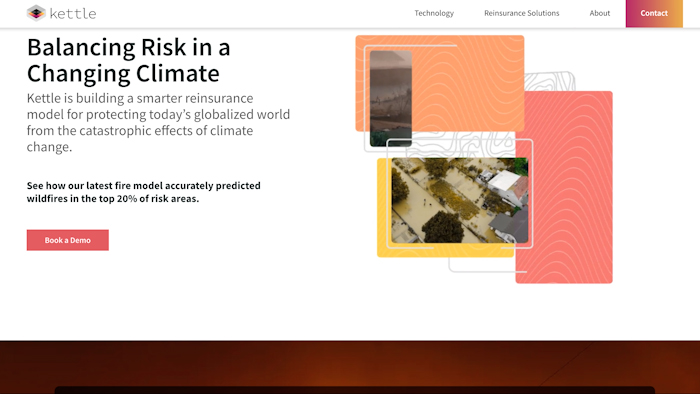 kettle
Technology
Reinsurance Solutions
About
Contact
Balancing Risk in a
Changing Climate
Kettle is building a smarter reinsurance
model for protecting today’s globalized world
from the catastrophic effects of climate
change.
See how our latest fire model accurately predicted
wildfires in the top 20% of risk areas.
Book a Demo